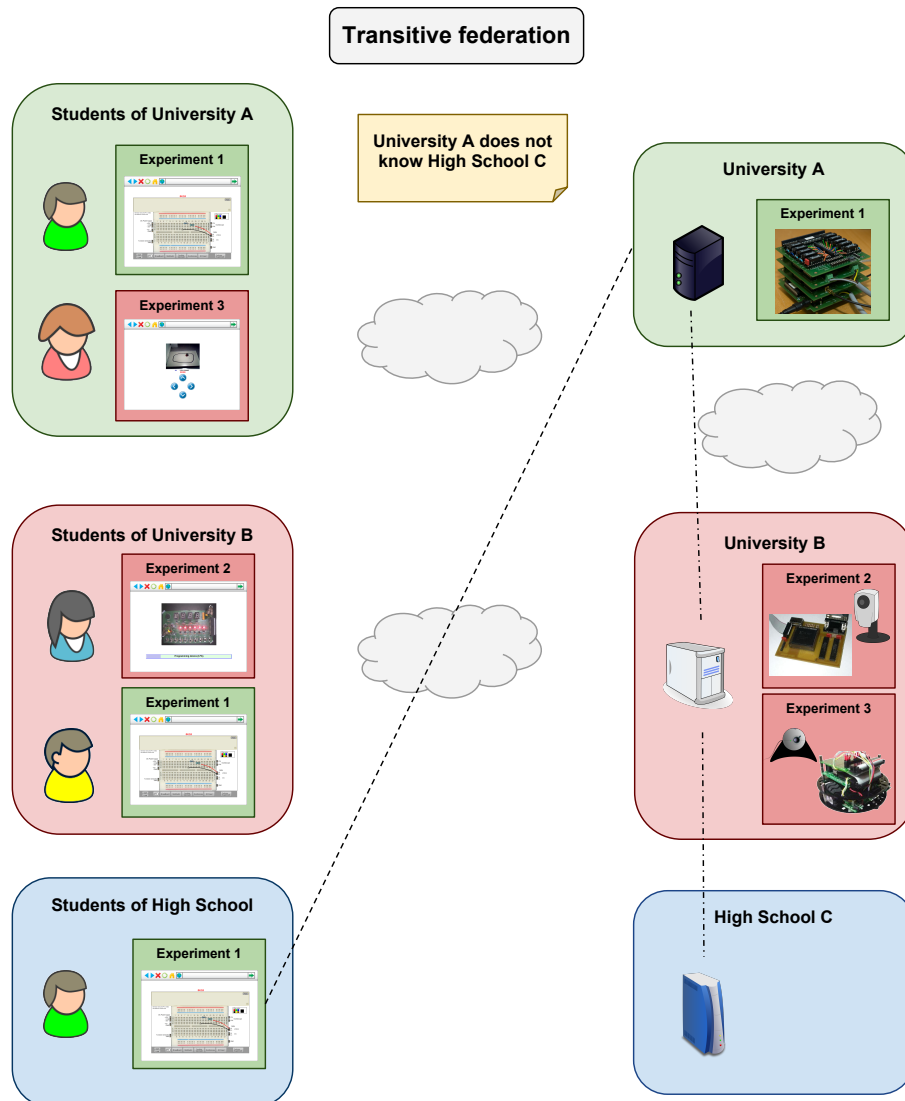 Transitive federation
Students of University A
Experiment 1
Experiment 3
University A does not
know High School C
University A
Experiment 1
Students of University B
Experiment 2
Experiment 1
University B
Experiment 2
Experiment 3
Students of High School
Experiment 1
High School C